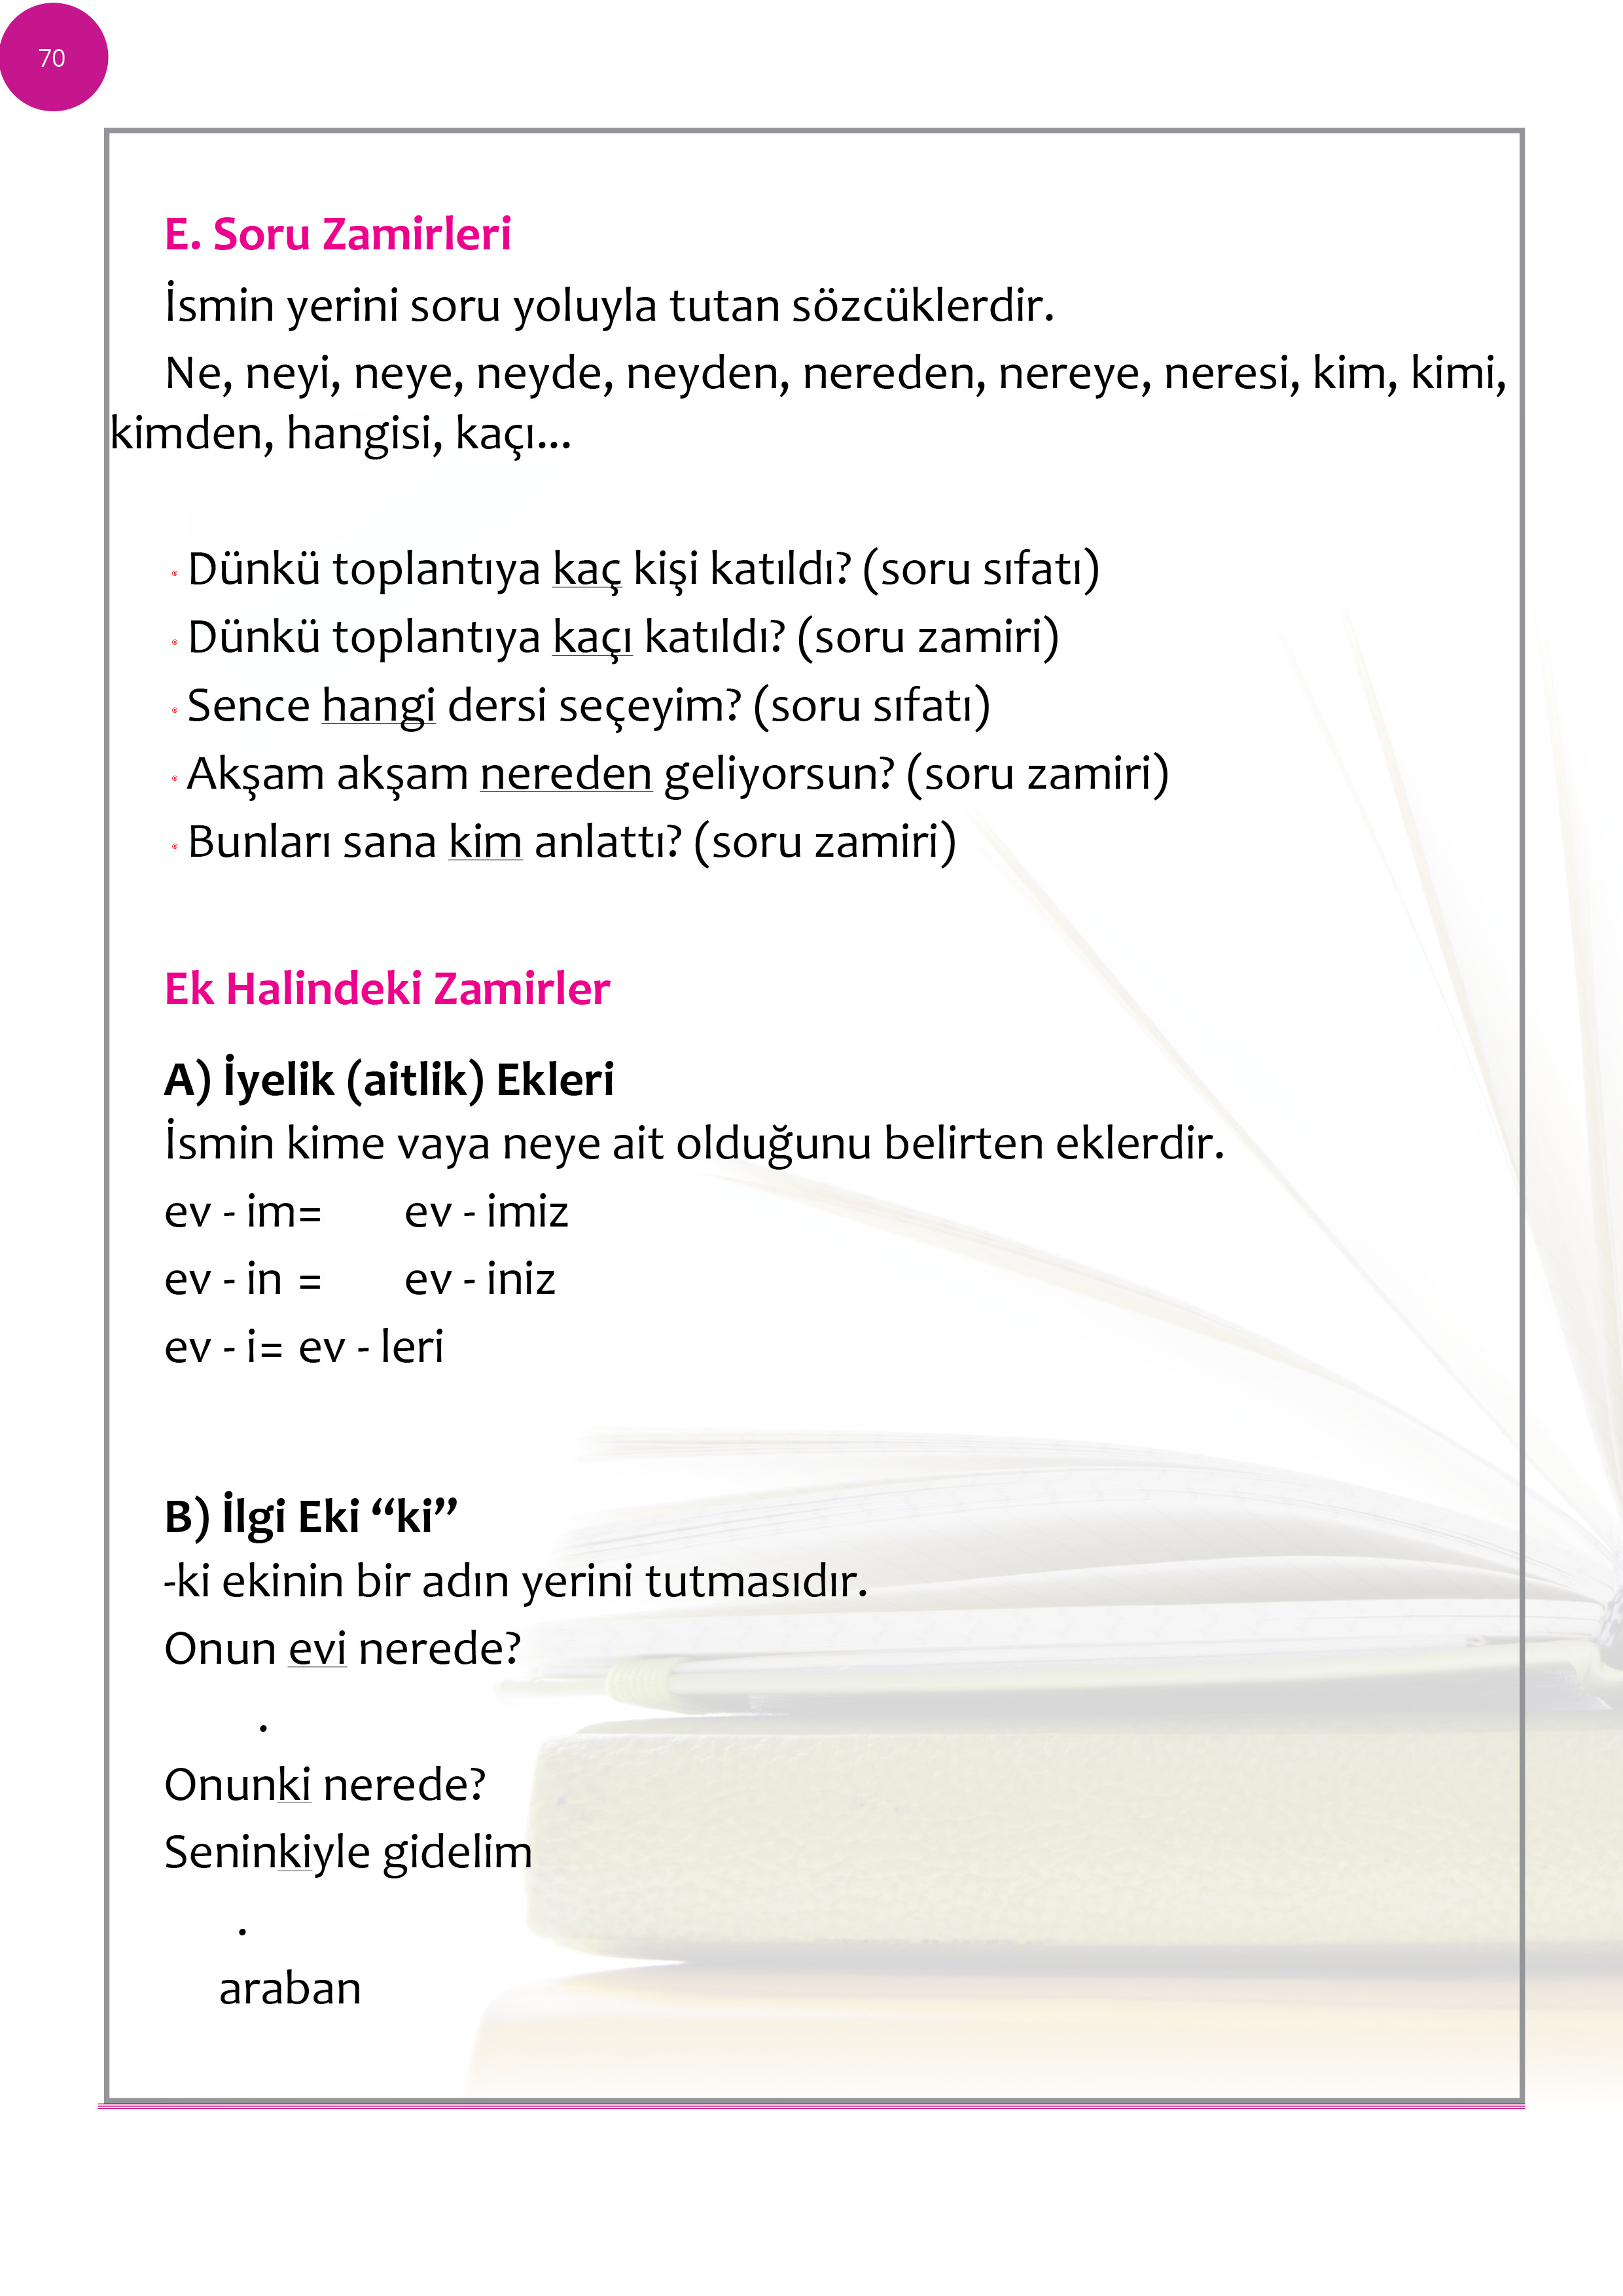 70
E. Soru Zamirleri
İsmin yerini soru yoluyla tutan sözcüklerdir.
Ne, neyi, neye, neyde, neyden, nereden, nereye, neresi, kim, kimi,
kimden, hangisi, kaçı...
Dünkü toplantıya kaç kişi katıldı? (soru sıfatı)
Dünkü toplantıya kaçı katıldı? (soru zamiri)
Sence hangi dersi seçeyim? (soru sıfatı)
Akşam akşam nereden geliyorsun? (soru zamiri)
Bunları sana kim anlattı? (soru zamiri)
Ek Halindeki Zamirler
A) İyelik (aitlik) Ekleri
İsmin kime vaya neye ait olduğunu belirten eklerdir.
ev - im= ev - imiz
ev - in = ev - iniz
ev - i= ev - leri
B) İlgi Eki “ki”
-ki ekinin bir adın yerini tutmasıdır.
Onun evi nerede?
.
Onunki nerede?
Seninkiyle gidelim
.
araban